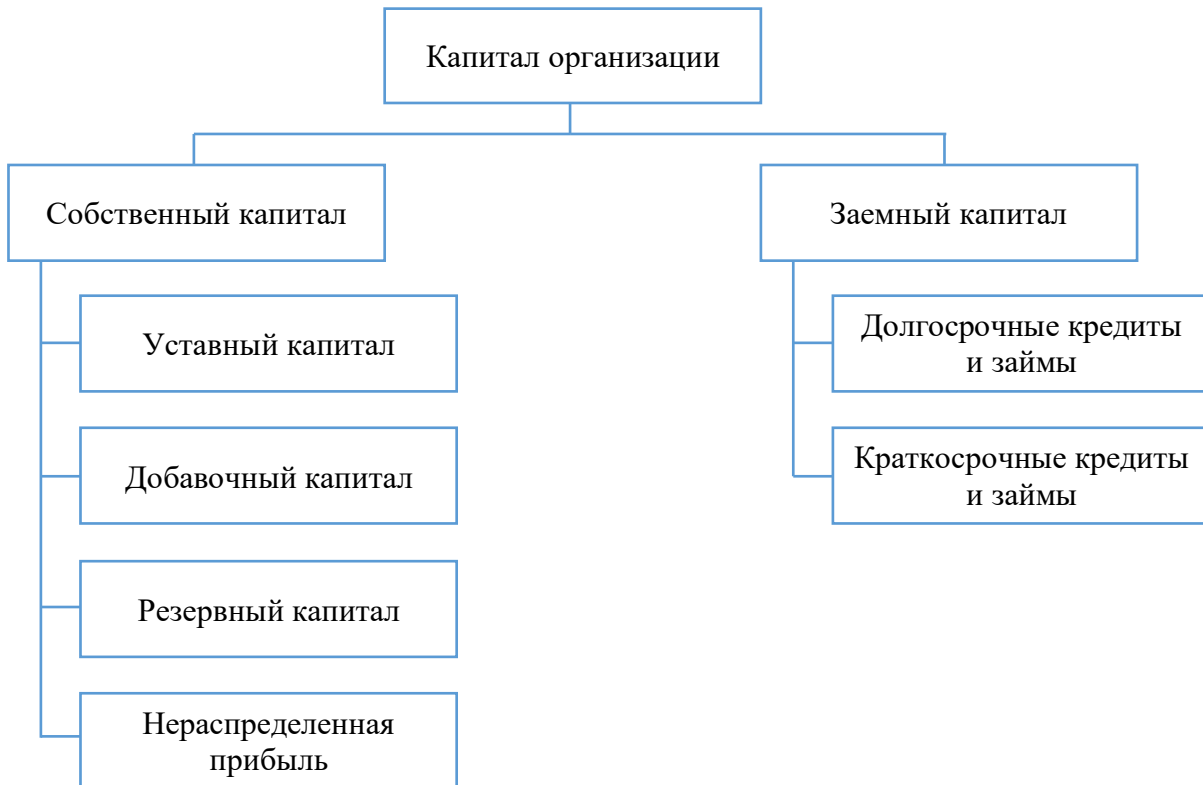 Капитал организации
Собственный капитал
Заемный капитал
Уставный капитал
Долгосрочные кредиты
и займы
Добавочный капитал
Краткосрочные кредиты
и займы
Резервный капитал
Нераспределенная
прибыль